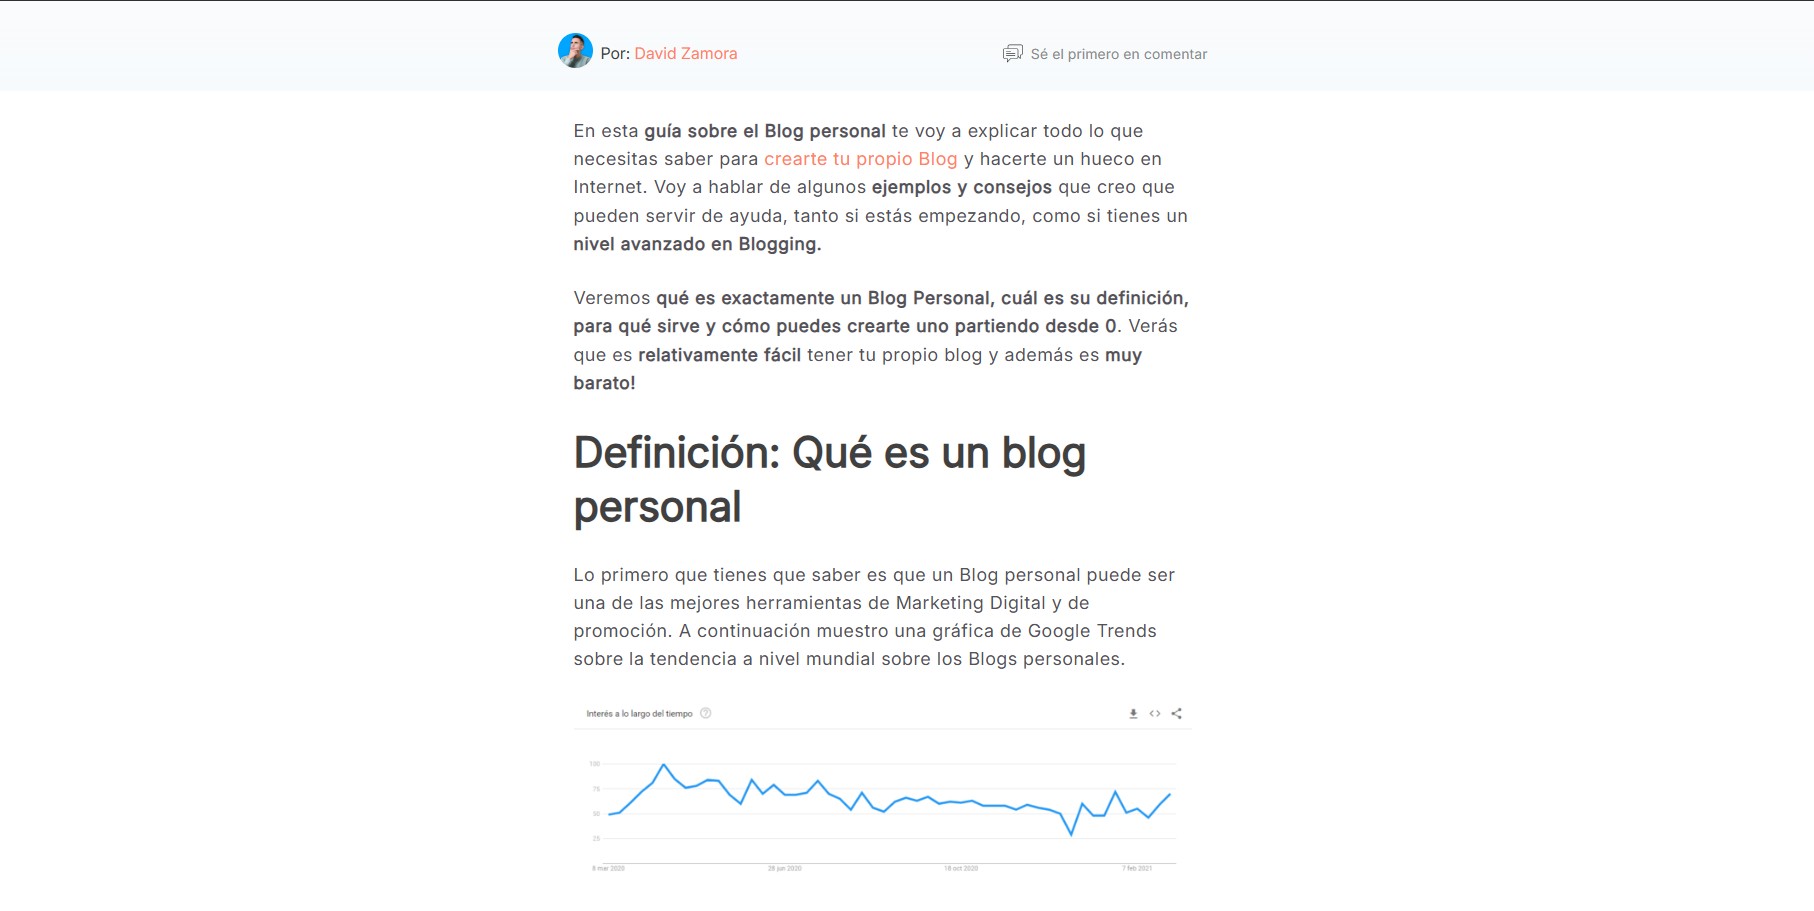 Por: David Zamora
Sé el primero en comentar
En esta guía sobre el Blog personal te voy a explicar todo lo que
necesitas saber para crearte tu propio Blog y hacerte un hueco en
Internet. Voy a hablar de algunos ejemplos y consejos que creo que
pueden servir de ayuda, tanto si estás empezando, como si tienes un
nivel avanzado en Blogging.
Veremos qué es exactamente un Blog Personal, cuál es su definición,
para qué sirve y cómo puedes crearte uno partiendo desde 0. Verás
que es relativamente fácil tener tu propio blog y además es muy
barato!
Definición: Qué es un blog
personal
Lo primero que tienes que saber es que un Blog personal puede ser
una de las mejores herramientas de Marketing Digital y de
promoción. A continuación muestro una gráfica de Google Trends
sobre la tendencia a nivel mundial sobre los Blogs personales.
Interés a lo largo del tiempo
100
75
50
25
8 mar 2020
28 jun 2020
18 oct 2020
7 feb 2021